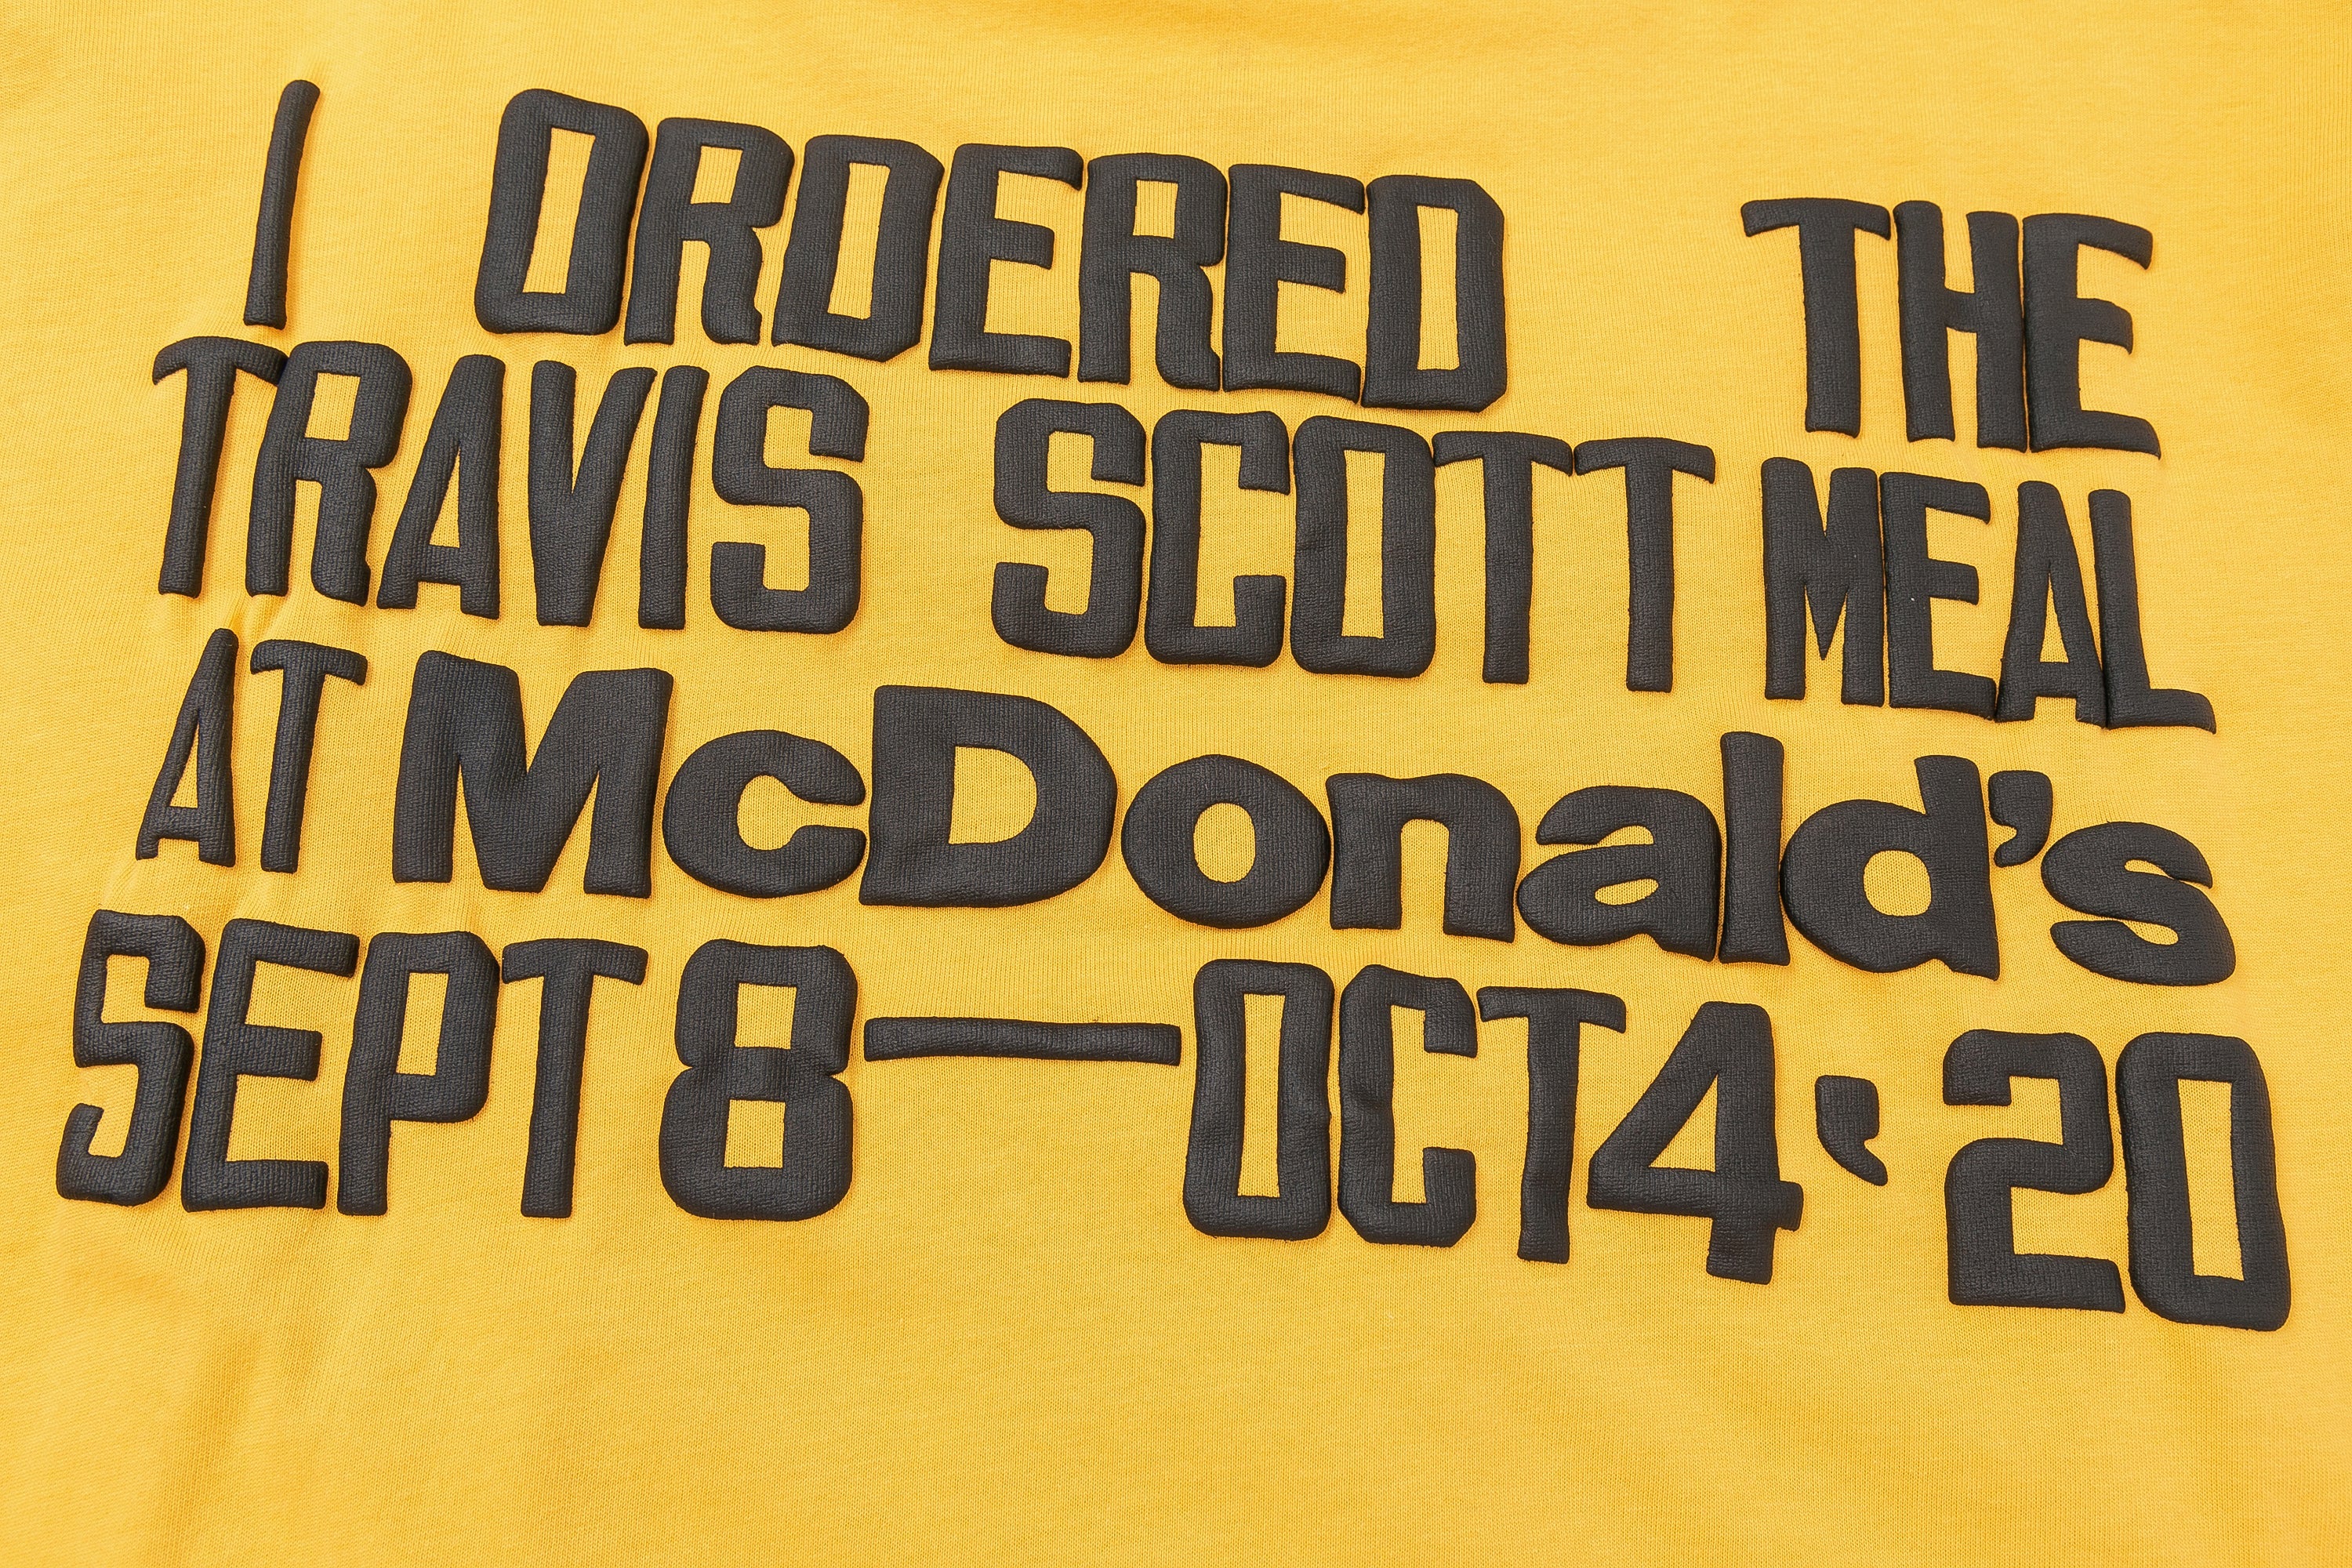 I ORDERED THE
TRAVIS SCOTT MEAL
AT McDonald's
SEPT 8—OCT 4 ‘20